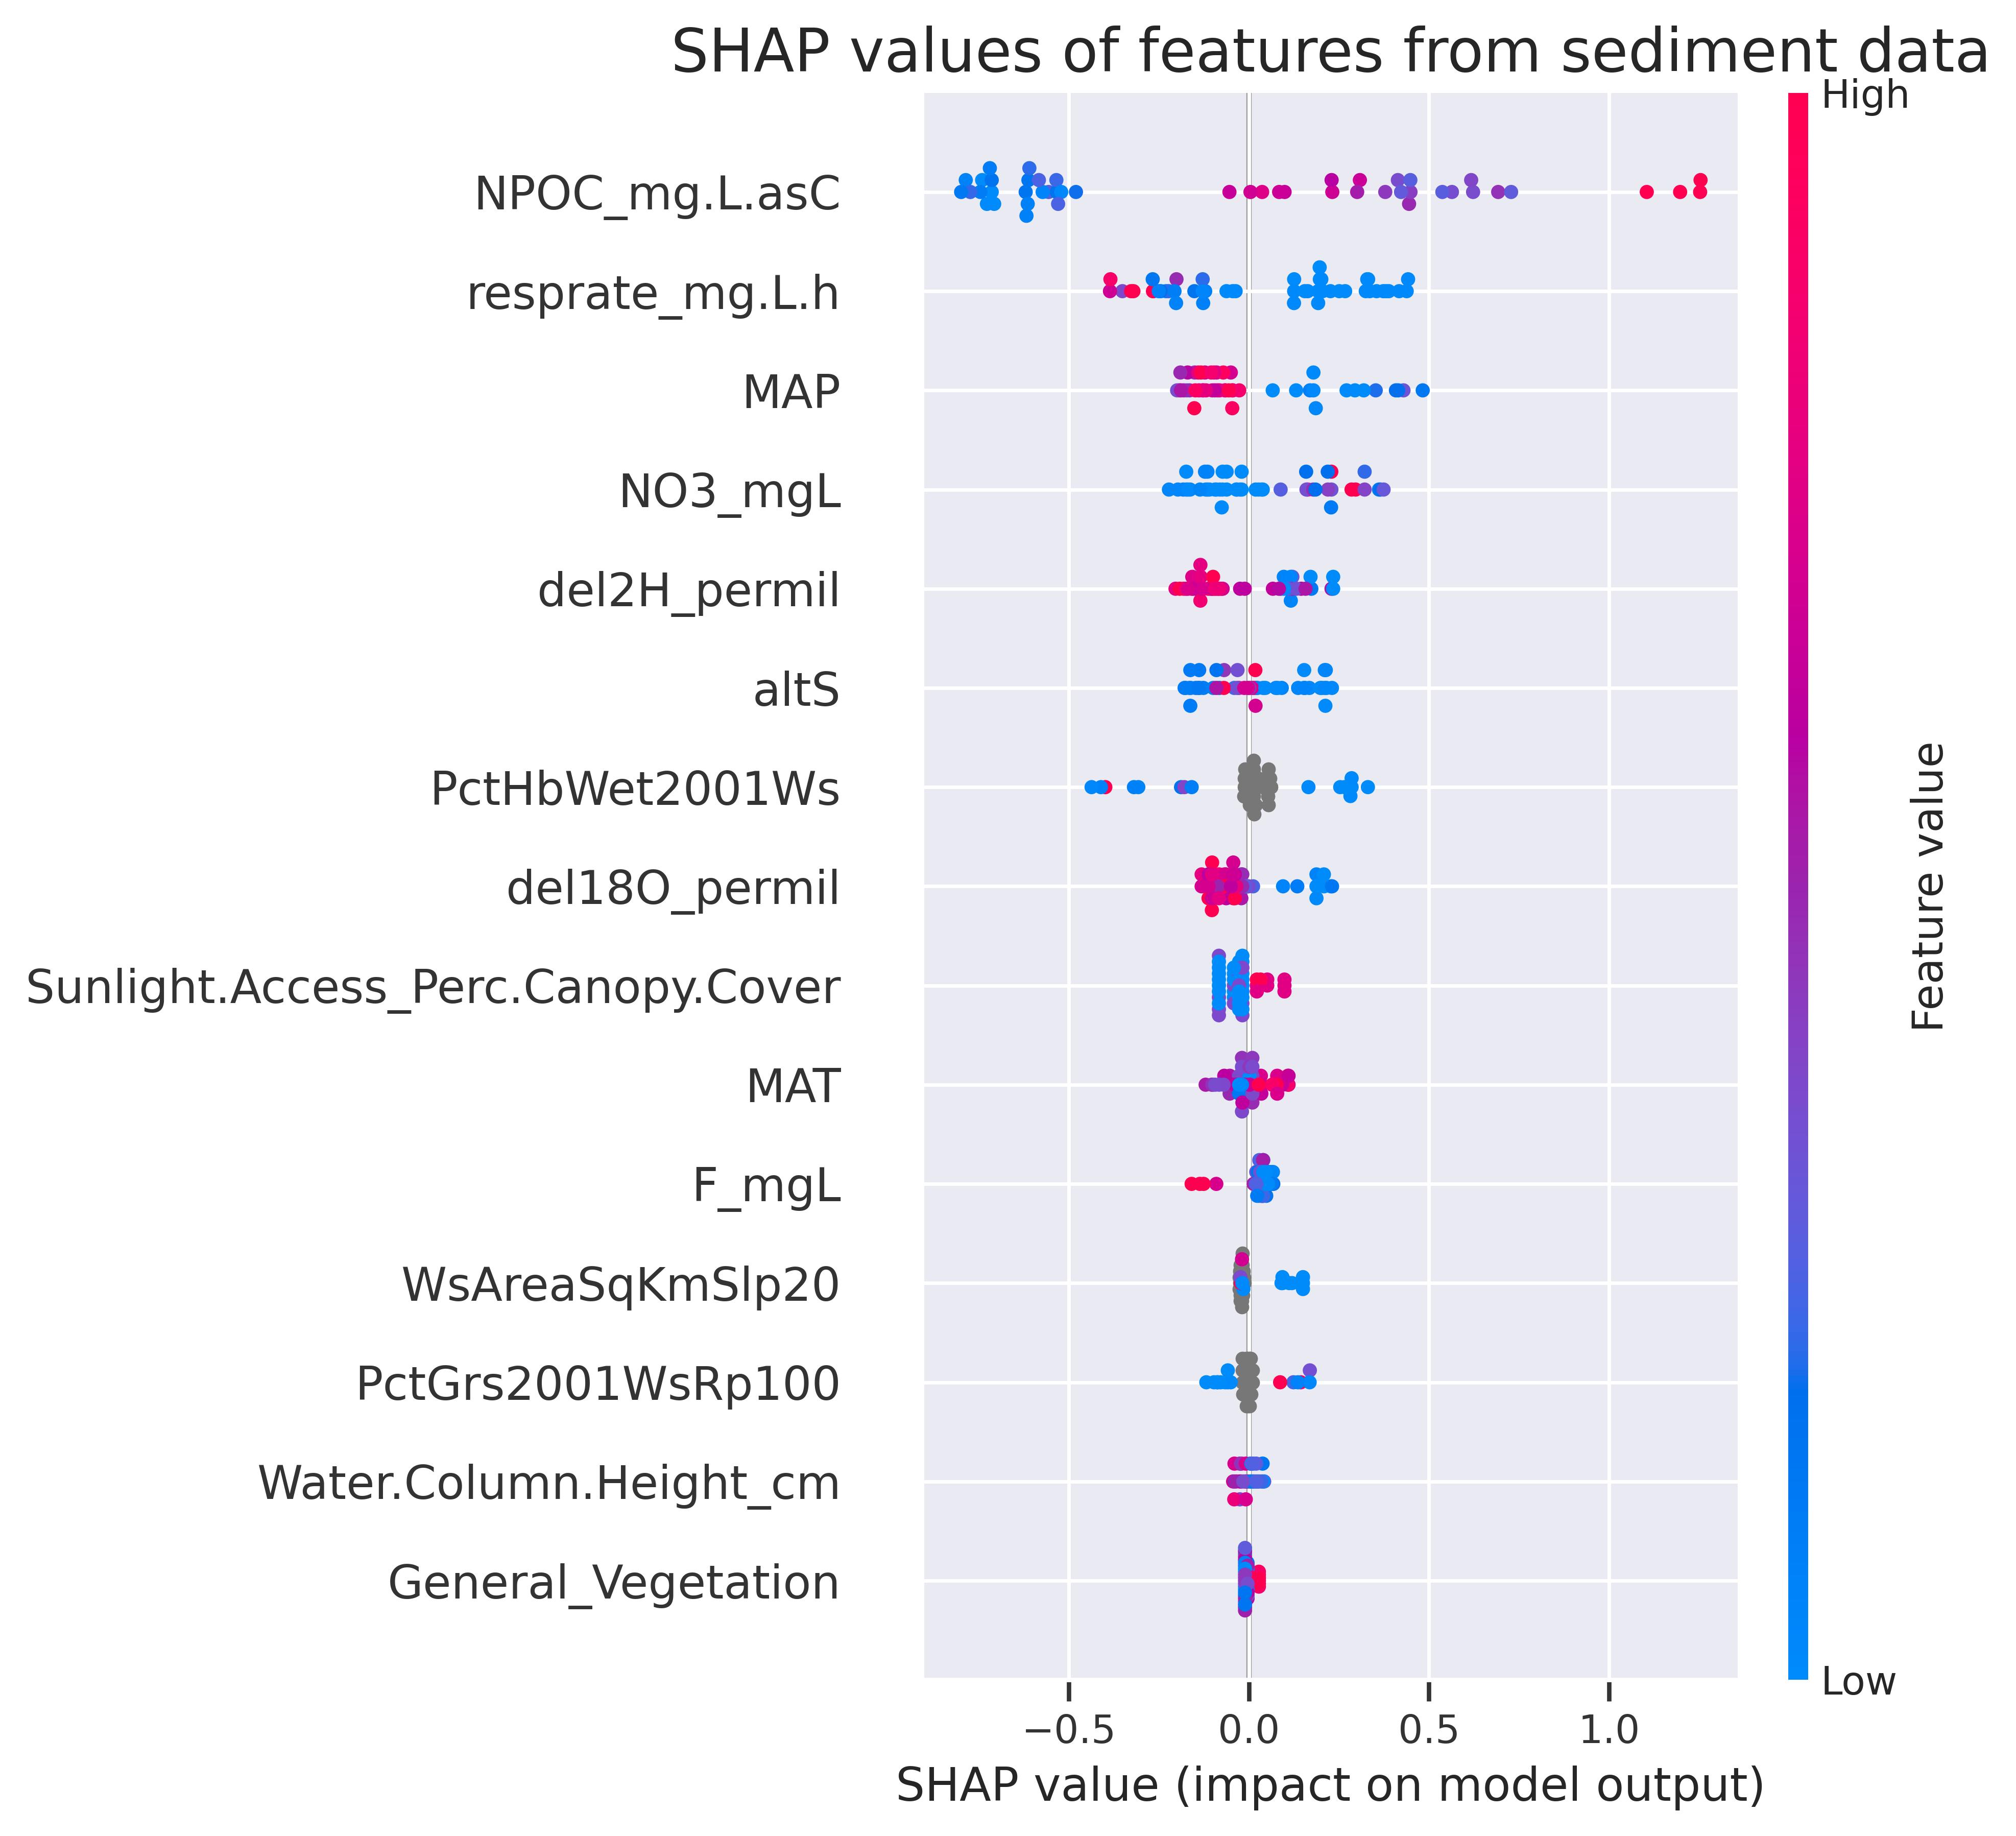 SHAP values of features from sediment data
High
NPOC_mg.L.asC
resprate_mg.L.h
MAP
NO3_mgL
del2H_permil
altS
PctHbWet2001Ws
del18O_permil
Sunlight.Access_Perc.Canopy.Cover
MAT
F_mgL
WsAreaSqKmSlp20
PctGrs2001WsRp100
Water.Column.Height_cm
General_Vegetation
Feature value
Low
−0.5 0.0 0.5 1.0
SHAP value (impact on model output)